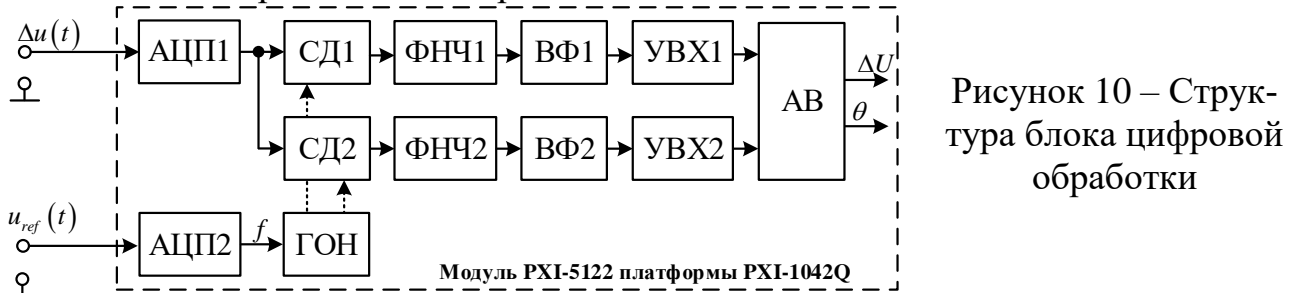 Δu(t)
АЦП1
СД1
ФНЧ1
ВФ1
УВХ1
АВ
ΔU
θ
СД2
ФНЧ2
ВФ2
УВХ2
u_ref(t)
АЦП2
f
ГОН
Модуль PXI-5122 платформы PXI-1042Q
Рисунок 10 – Струк-
тура блока цифровой
обработки